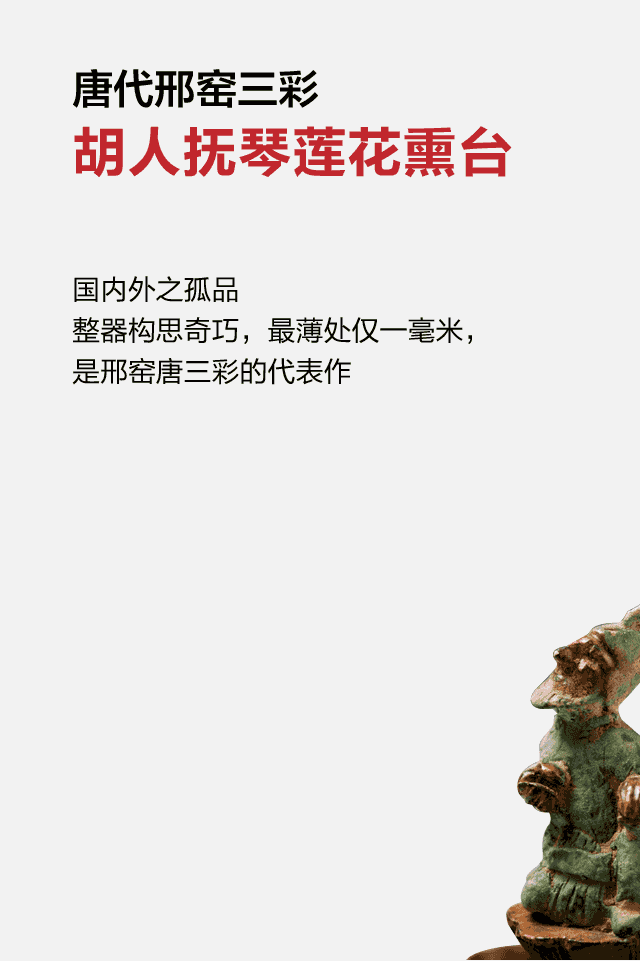 唐代邢窑三彩
胡人抚琴莲花熏台
国内外之孤品
整器构思奇巧，最薄处仅一毫米，
是邢窑唐三彩的代表作